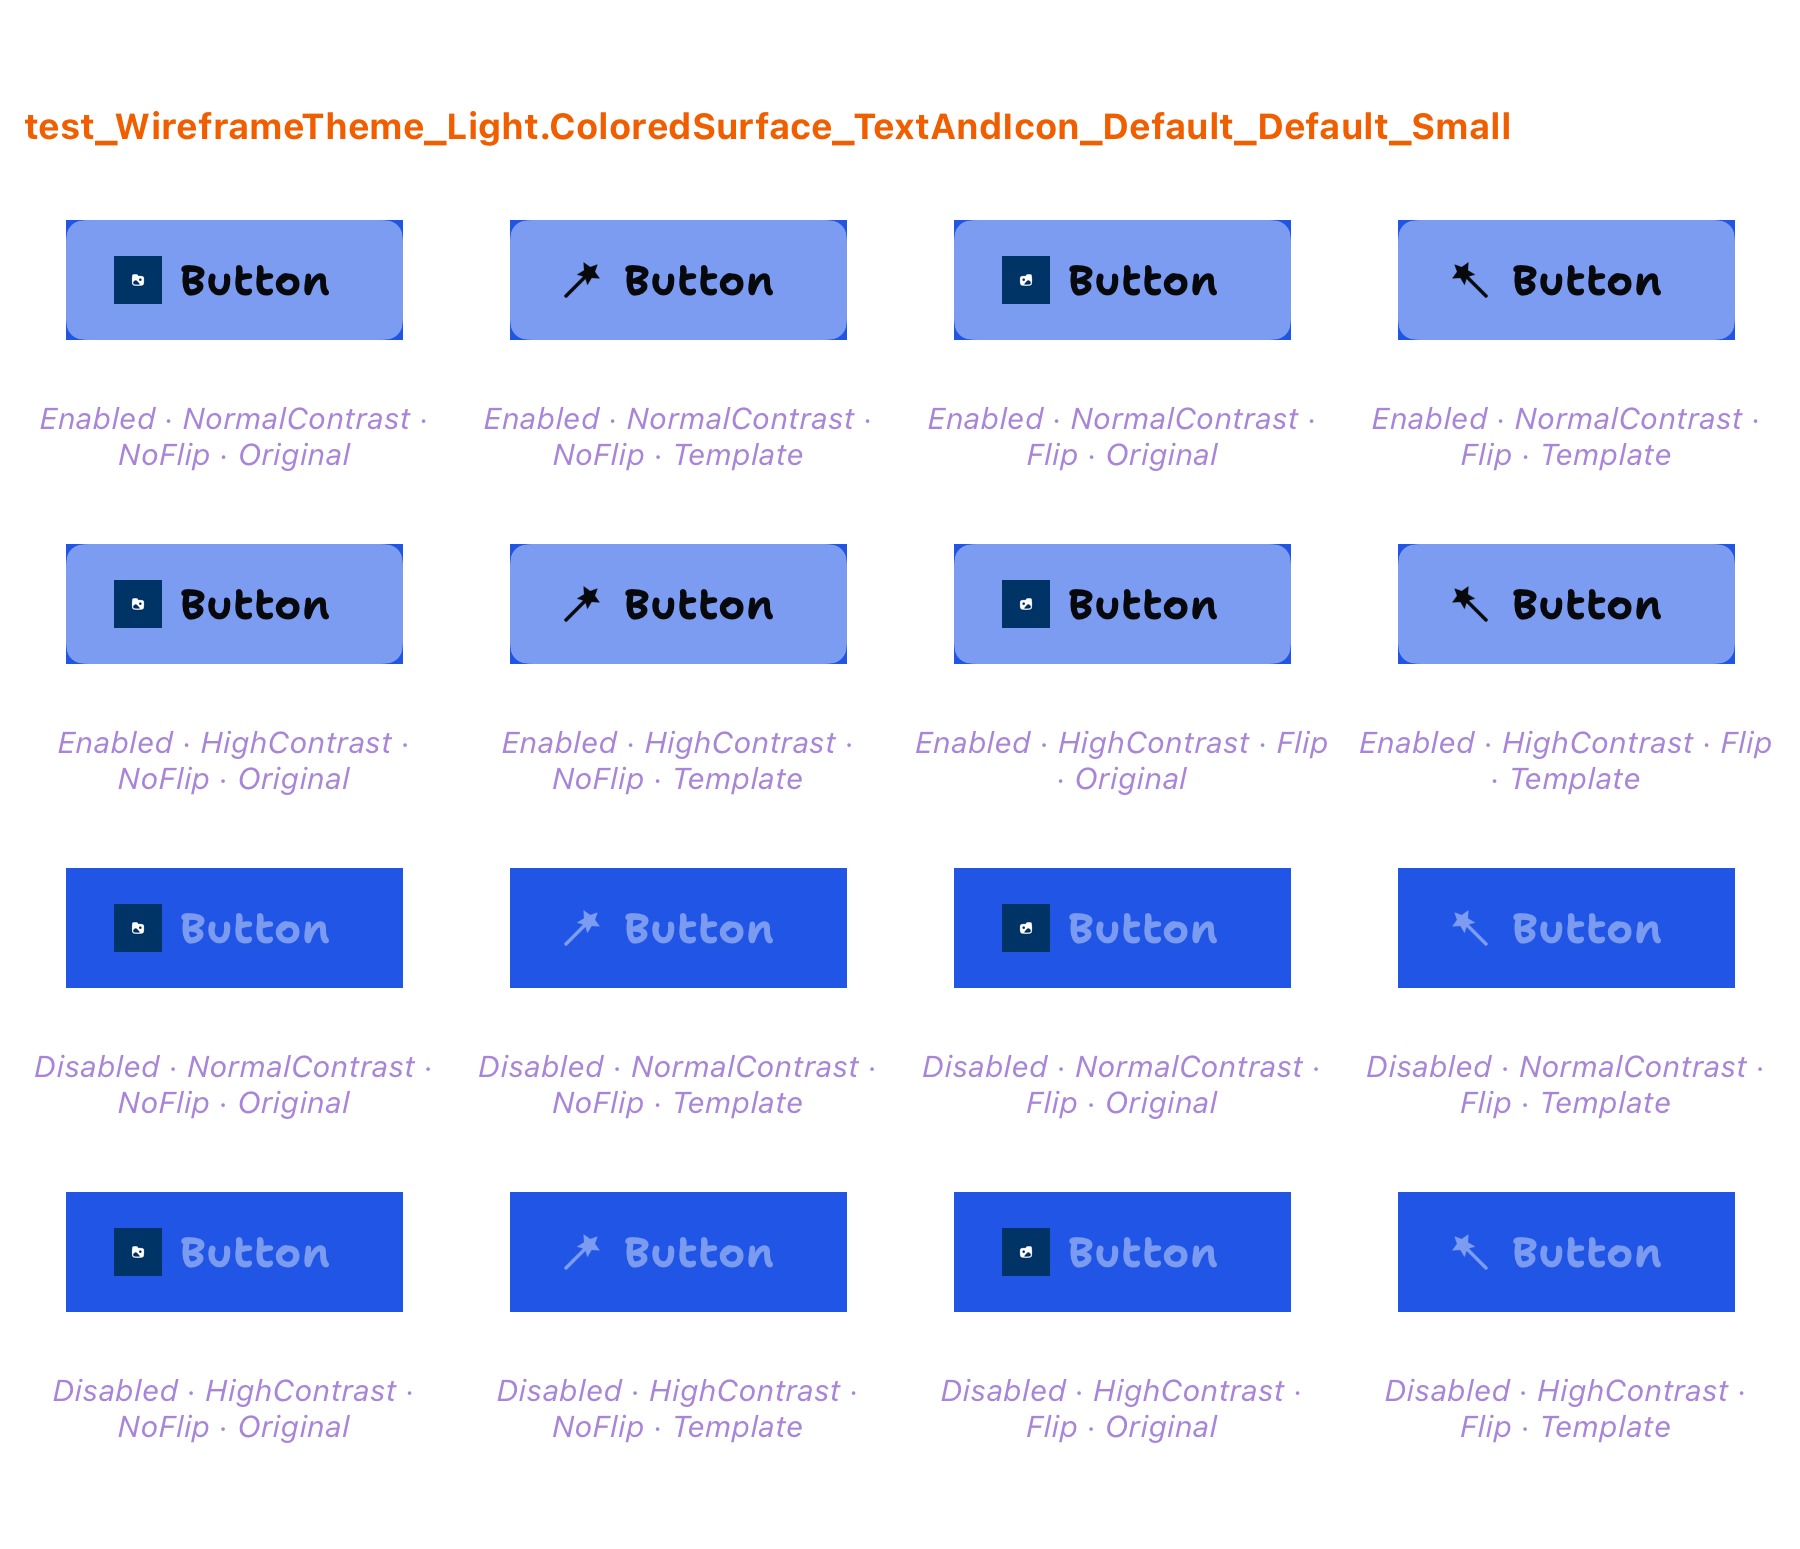 test_WireframeTheme_Light.ColoredSurface_TextAndIcon_Default_Default_Small
Button Button Button Button
Enabled · NormalContrast · Enabled · NormalContrast · Enabled · NormalContrast · Enabled · NormalContrast ·
NoFlip · Original NoFlip · Template Flip · Original Flip · Template
Button Button Button Button
Enabled · HighContrast · Enabled · HighContrast · Enabled · HighContrast · Flip Enabled · HighContrast · Flip
NoFlip · Original NoFlip · Template · Original · Template
Button Button Button Button
Disabled · NormalContrast · Disabled · NormalContrast · Disabled · NormalContrast · Disabled · NormalContrast ·
NoFlip · Original NoFlip · Template Flip · Original Flip · Template
Button Button Button Button
Disabled · HighContrast · Disabled · HighContrast · Disabled · HighContrast · Disabled · HighContrast ·
NoFlip · Original NoFlip · Template Flip · Original Flip · Template